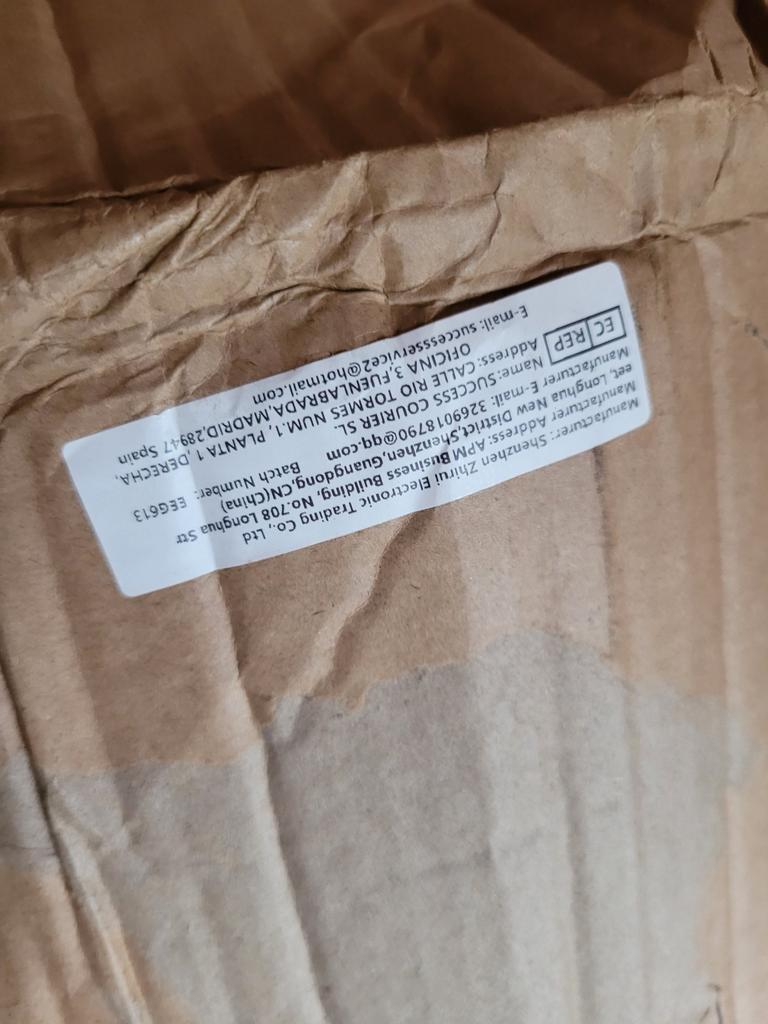 Manufacturer: Shenzhen Zhirui Electronic Trading Co., Ltd
Manufacturer Address: APM Business Building, No.708 Longhua Str
eet, Longhua New District,Shenzhen,Guangdong,CN(China)
Manufacturer E-mail: 3269018790@qq.com Batch Number: EEG613
EC REP
Name: SUCCESS COURIER SL
Address: CALLE RIO TORMES NUM.1, PLANTA 1 ,DERECHA,
OFICINA 3,FUENLABRADA,MADRID,28947 Spain
E-mail: successservice2@hotmail.com